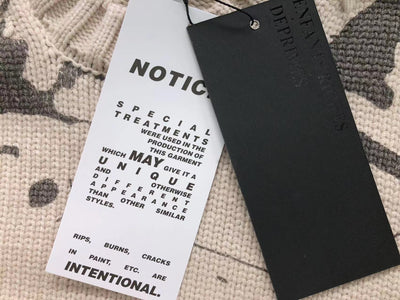 NOTICE
SPECIAL
TREATMENTS
WERE USED IN THE
PRODUCTION OF
THIS GARMENT
WHICH MAY GIVE IT A
UNIQUE
AND OTHERWISE
DIFFERENT
APPEARANCE
THAN OTHER SIMILAR
STYLES.
RIPS, BURNS, CRACKS
IN PAINT, ETC. ARE
INTENTIONAL.